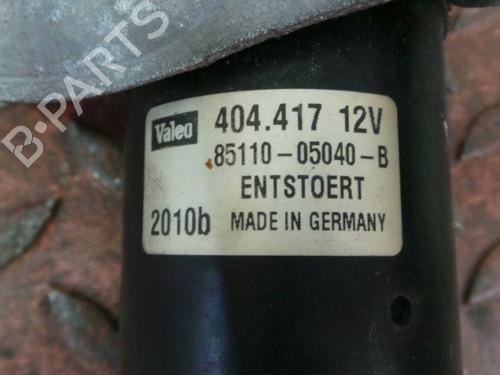 B-PARTS
Valeo 404.417 12V
85110-05040-B
ENTSTOERT
2010b MADE IN GERMANY